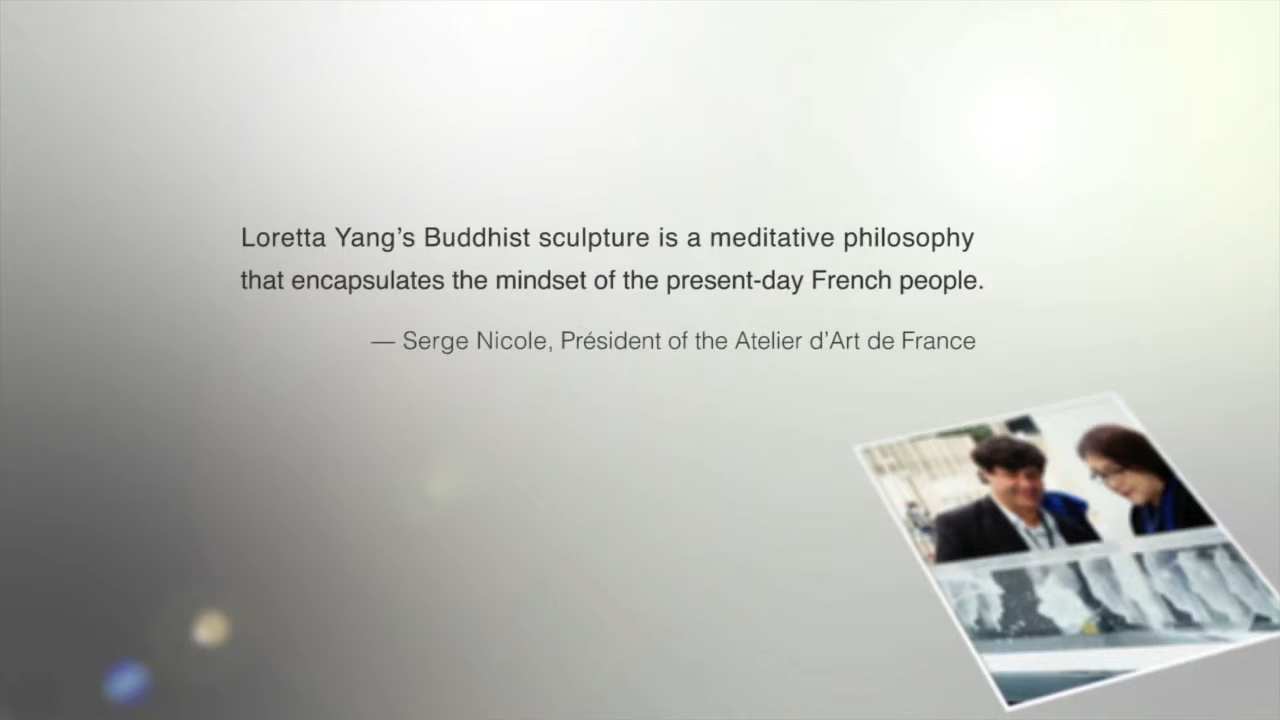 Loretta Yang’s Buddhist sculpture is a meditative philosophy
that encapsulates the mindset of the present-day French people.
— Serge Nicole, Président of the Atelier d’Art de France